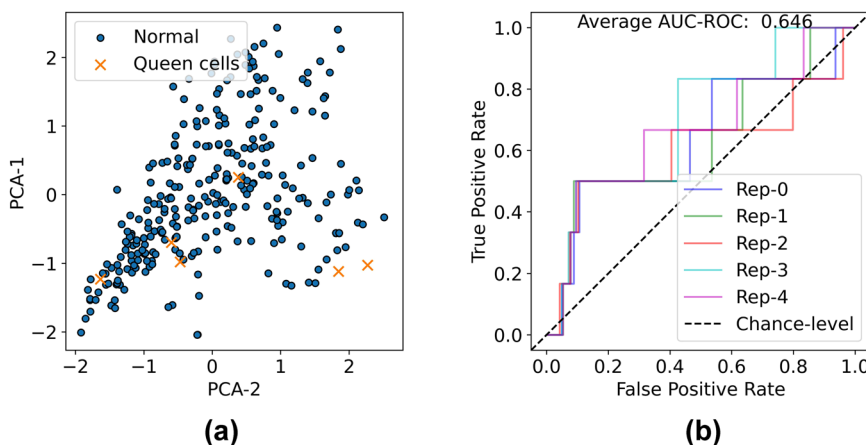 Normal
Queen cells
PCA-1
2
1
0
−1
−2
−2
−1
0
1
2
PCA-2
(a)
Average AUC-ROC: 0.646
True Positive Rate
1.0
0.8
0.6
0.4
0.2
0.0
Rep-0
Rep-1
Rep-2
Rep-3
Rep-4
Chance-level
0.0
0.2
0.4
0.6
0.8
1.0
False Positive Rate
(b)